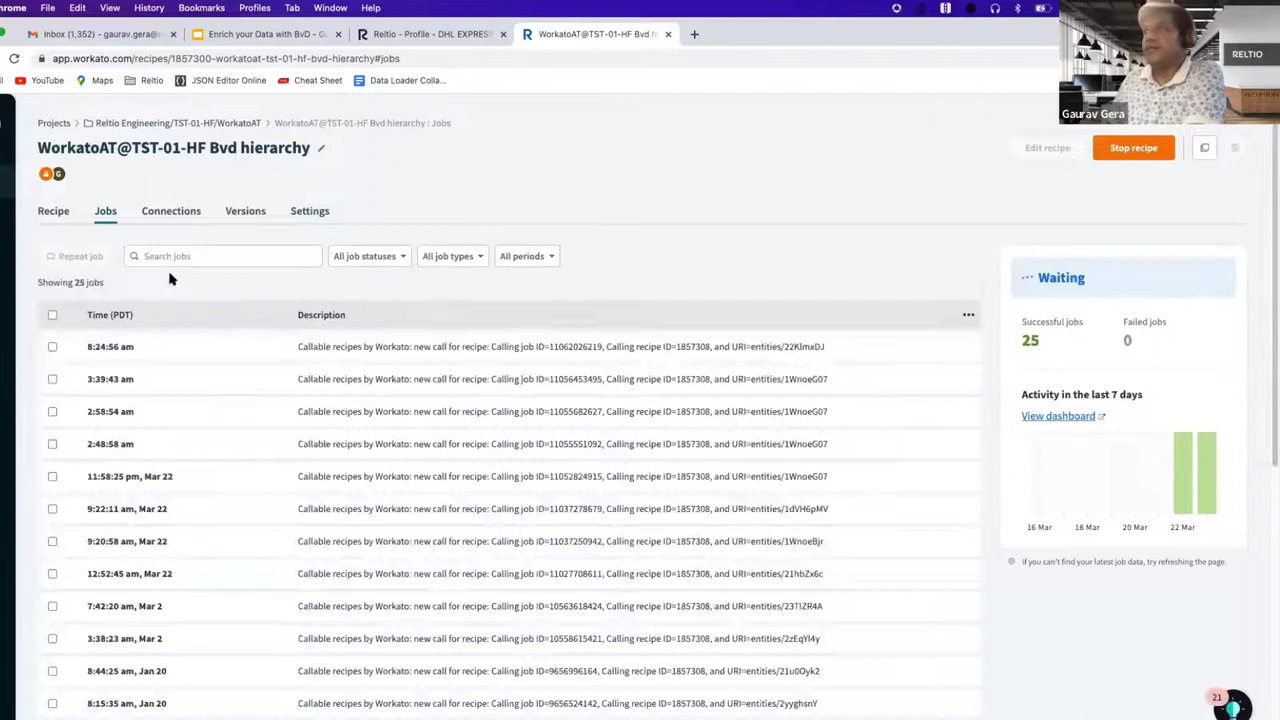 hrome File Edit View History Bookmarks Profiles Tab Window Help
Inbox (1,352) - gaurav.gera@r
Enrich your Data with BvD - Go
Reltio - Profile - DHL EXPRESS
WorkatoAT@TST-01-HF Bvd h
app.workato.com/recipes/1857300-workatoat-tst-01-hf-bvd-hierarchy#jobs
YouTube Maps Reltio JSON Editor Online Cheat Sheet Data Loader Colla...
RELTIO
Gaurav Gera
Projects > Reltio Engineering/TST-01-HF/WorkatoAT > WorkatoAT@TST-01-HF Bvd hierarchy : Jobs
WorkatoAT@TST-01-HF Bvd hierarchy
Edit recipe Stop recipe
G
Recipe Jobs Connections Versions Settings
Repeat job Search jobs All job statuses All job types All periods
Showing 25 jobs
Time (PDT) Description
8:24:56 am Callable recipes by Workato: new call for recipe: Calling job ID=11062026219, Calling recipe ID=1857308, and URI=entities/22KlmxDJ
3:39:43 am Callable recipes by Workato: new call for recipe: Calling job ID=11056453495, Calling recipe ID=1857308, and URI=entities/1WnoeG07
2:58:54 am Callable recipes by Workato: new call for recipe: Calling job ID=11055682627, Calling recipe ID=1857308, and URI=entities/1WnoeG07
2:48:58 am Callable recipes by Workato: new call for recipe: Calling job ID=11055551092, Calling recipe ID=1857308, and URI=entities/1WnoeG07
11:58:25 pm, Mar 22 Callable recipes by Workato: new call for recipe: Calling job ID=11052824915, Calling recipe ID=1857308, and URI=entities/1WnoeG07
9:22:11 am, Mar 22 Callable recipes by Workato: new call for recipe: Calling job ID=11037278679, Calling recipe ID=1857308, and URI=entities/1dVH6pMV
9:20:58 am, Mar 22 Callable recipes by Workato: new call for recipe: Calling job ID=11037250942, Calling recipe ID=1857308, and URI=entities/1WnoeBjr
12:52:45 am, Mar 22 Callable recipes by Workato: new call for recipe: Calling job ID=11027708611, Calling recipe ID=1857308, and URI=entities/21hbZx6c
7:42:20 am, Mar 2 Callable recipes by Workato: new call for recipe: Calling job ID=10563618424, Calling recipe ID=1857308, and URI=entities/23TIZR4A
3:38:23 am, Mar 2 Callable recipes by Workato: new call for recipe: Calling job ID=10558615421, Calling recipe ID=1857308, and URI=entities/2zEqYl4y
8:44:25 am, Jan 20 Callable recipes by Workato: new call for recipe: Calling job ID=9656996164, Calling recipe ID=1857308, and URI=entities/21u0Oyk2
8:15:35 am, Jan 20 Callable recipes by Workato: new call for recipe: Calling job ID=9656524142, Calling recipe ID=1857308, and URI=entities/2yyghsnY
Waiting
Successful jobs Failed jobs
25 0
Activity in the last 7 days
View dashboard
16 Mar 18 Mar 20 Mar 22 Mar
If you can't find your latest job data, try refreshing the page.
21